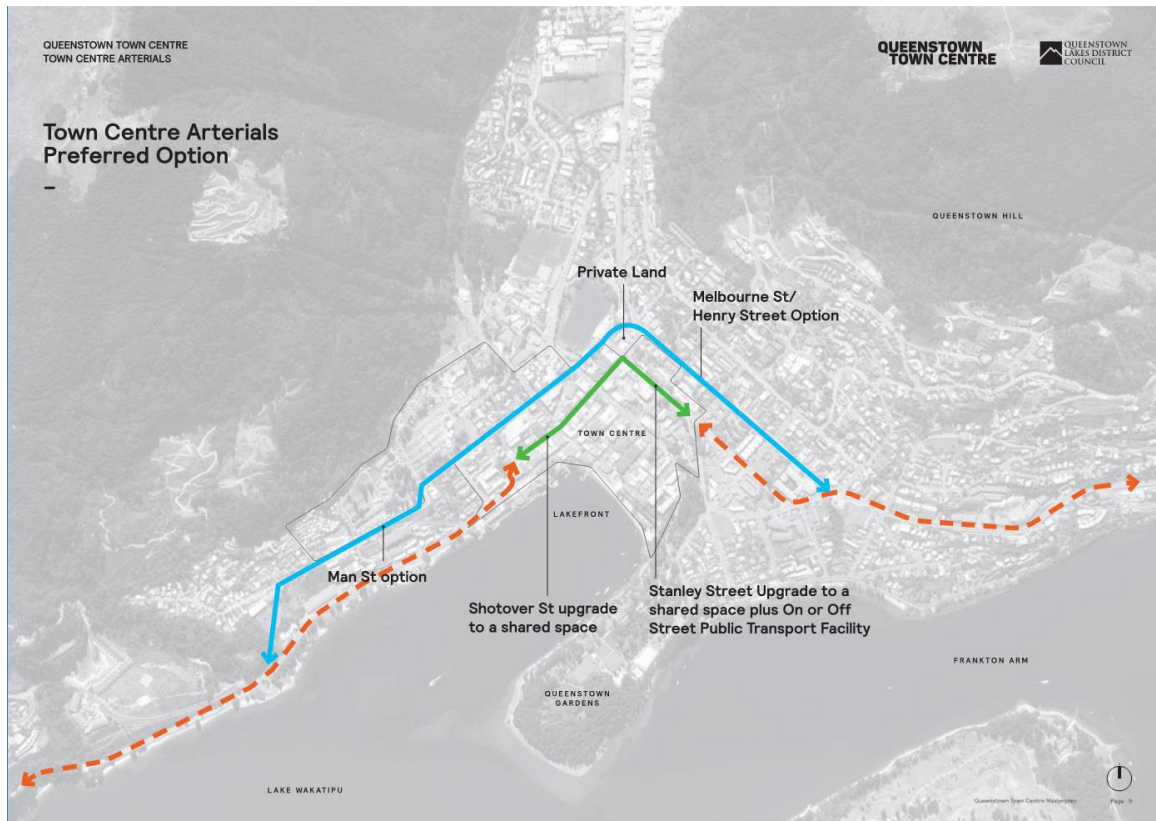 QUEENSTOWN TOWN CENTRE
TOWN CENTRE ARTERIALS
QUEENSTOWN
TOWN CENTRE
QUEENSTOWN
LAKES DISTRICT
COUNCIL
Town Centre Arterials
Preferred Option
–
QUEENSTOWN HILL
Private Land
Melbourne St/
Henry Street Option
TOWN CENTRE
LAKEFRONT
Man St option
Shotover St upgrade
to a shared space
Stanley Street Upgrade to a
shared space plus On or Off
Street Public Transport Facility
FRANKTON ARM
QUEENSTOWN
GARDENS
LAKE WAKATIPU
Queenstown Town Centre Masterplan
Page 9